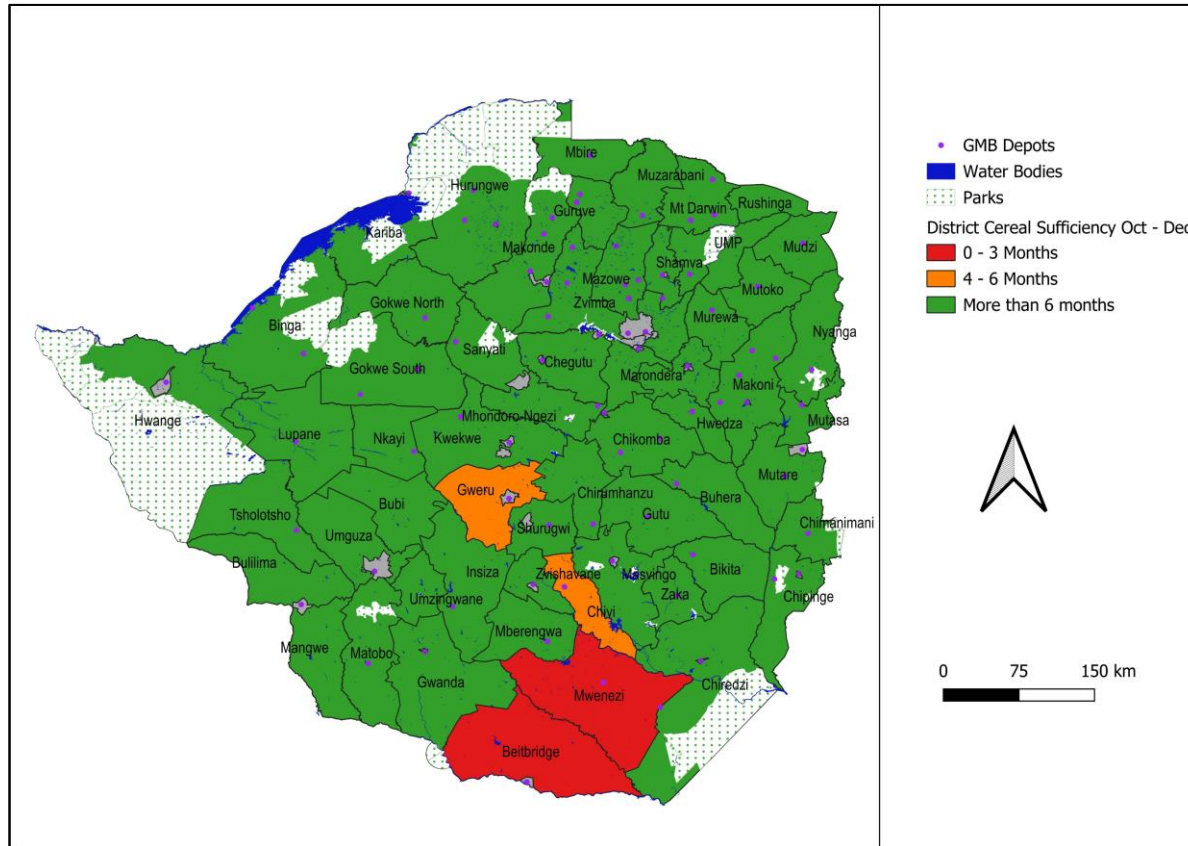 Mbire
Muzarabani
Hurungwe
Guruve
Mt Darwin
Rushinga
Kariba
Makonde
UMP
Mudzi
Shamva
Mazowe
Mutoko
Gokwe North
Zvimba
Murewa
Binga
Nyanga
Sanyati
Chegutu
Gokwe South
Marondera
Makoni
Hwange
Mhondoro-Ngezi
Hwedza
Mutasa
Lupane
Nkayi
Kwekwe
Chikomba
Mutare
Gweru
Chirumhanzu
Buhera
Bubi
Tsholotsho
Umguza
Shurugwi
Gutu
Chimanimani
Bulilima
Insiza
Zvishavane
Masvingo
Bikita
Umzingwane
Chivi
Zaka
Chipinge
Mberengwa
Mangwe
Matobo
Gwanda
Mwenezi
Chiredzi
Beitbridge
GMB Depots
Water Bodies
Parks
District Cereal Sufficiency Oct - Dec
0 - 3 Months
4 - 6 Months
More than 6 months
0 75 150 km